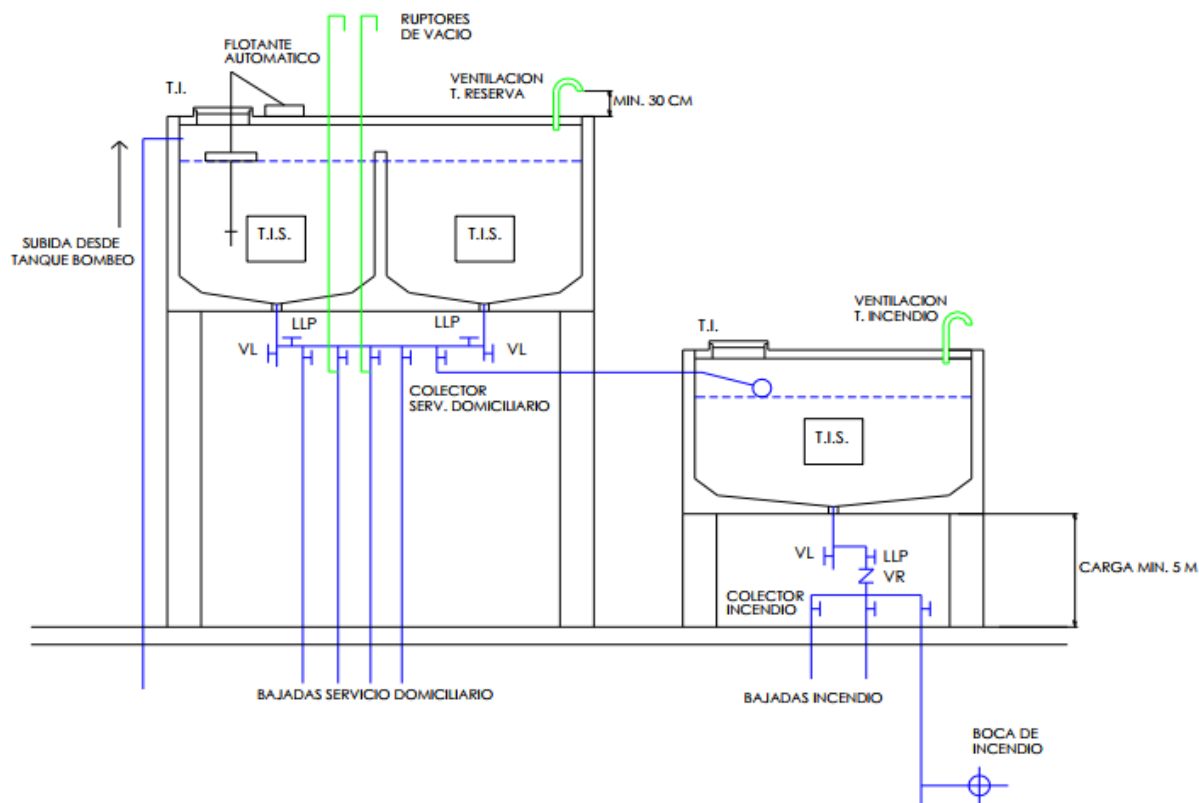 RUPTORES
DE VACIO
FLOTANTE
AUTOMATICO
VENTILACION
T. RESERVA
MIN. 30 CM
T.I.
SUBIDA DESDE
TANQUE BOMBEO
T.I.S.
T.I.S.
LLP
LLP
VL
VL
COLECTOR
SERV. DOMICILIARIO
VENTILACION
T. INCENDIO
T.I.
T.I.S.
VL
LLP
VR
CARGA MIN. 5 M
COLECTOR
INCENDIO
BAJADAS SERVICIO DOMICILIARIO
BAJADAS INCENDIO
BOCA DE
INCENDIO